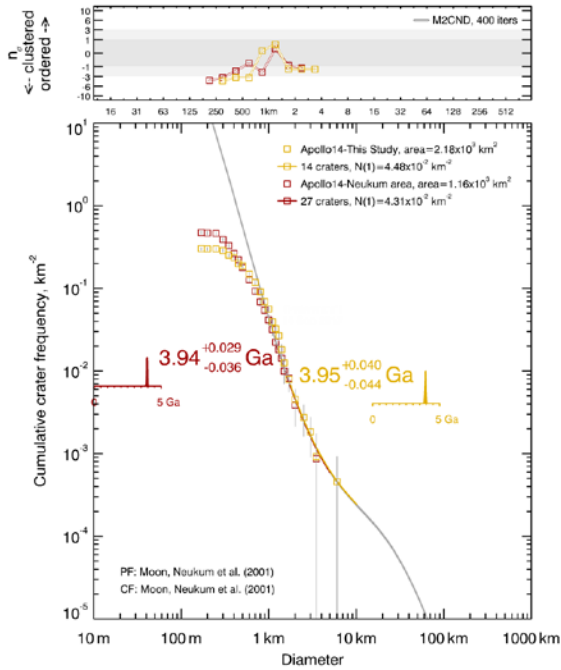 10
6
3
1
-1
-3
-6
-10
n
<-- clustered
ordered -->
M2CND, 400 iters
16 31 63 125 250 500 1km 2 4 8 16 32 64 128 256 512
Cumulative crater frequency, km⁻²
10¹
10⁰
10⁻¹
10⁻²
10⁻³
10⁻⁴
10⁻⁵
Apollo14-This Study, area=2.18x10³ km²
14 craters, N(1)=4.48x10⁻² km⁻²
Apollo14-Neukum area, area=1.16x10³ km²
27 craters, N(1)=4.31x10⁻² km⁻²
3.94 +0.029 -0.036 Ga
0 5 Ga
3.95 +0.040 -0.044 Ga
0 5 Ga
PF: Moon, Neukum et al. (2001)
CF: Moon, Neukum et al. (2001)
10 m 100 m 1 km 10 km 100 km 1000 km
Diameter